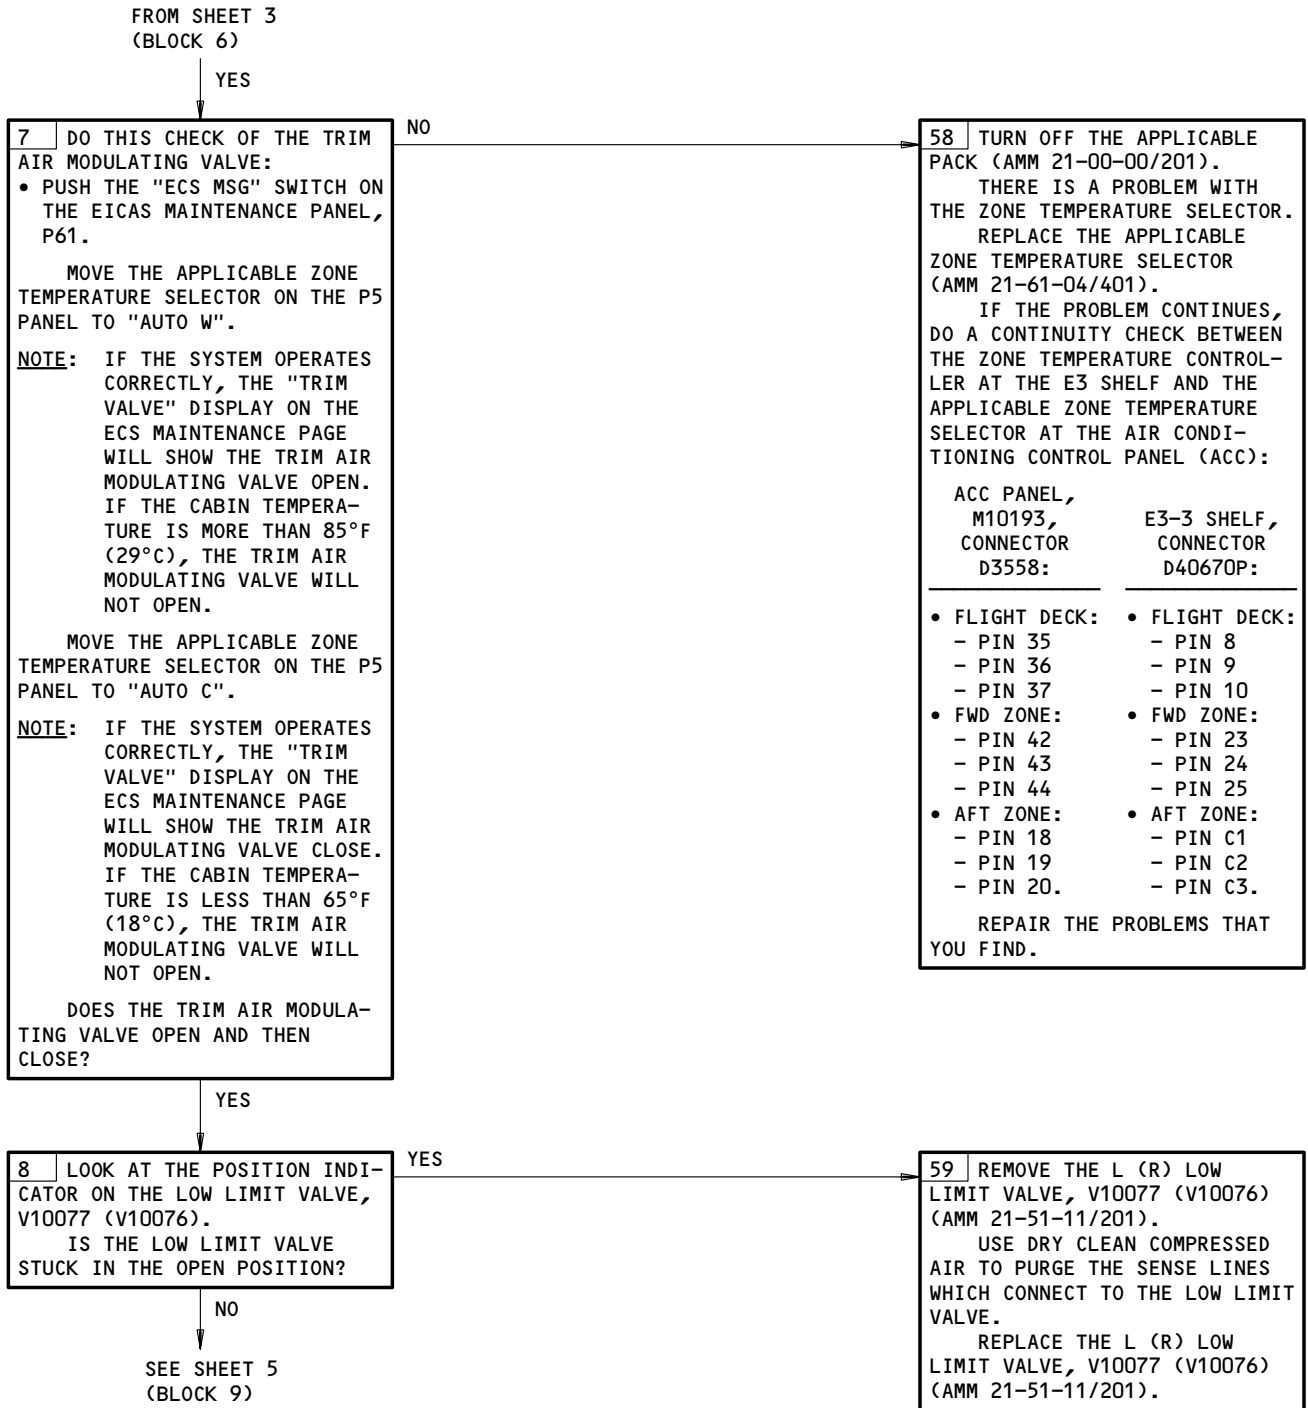 FROM SHEET 3
(BLOCK 6)
YES
7 DO THIS CHECK OF THE TRIM
AIR MODULATING VALVE:
• PUSH THE "ECS MSG" SWITCH ON
THE EICAS MAINTENANCE PANEL,
P61.
MOVE THE APPLICABLE ZONE
TEMPERATURE SELECTOR ON THE P5
PANEL TO "AUTO W".
NOTE: IF THE SYSTEM OPERATES
CORRECTLY, THE "TRIM
VALVE" DISPLAY ON THE
ECS MAINTENANCE PAGE
WILL SHOW THE TRIM AIR
MODULATING VALVE OPEN.
IF THE CABIN TEMPERA-
TURE IS MORE THAN 85°F
(29°C), THE TRIM AIR
MODULATING VALVE WILL
NOT OPEN.
MOVE THE APPLICABLE ZONE
TEMPERATURE SELECTOR ON THE P5
PANEL TO "AUTO C".
NOTE: IF THE SYSTEM OPERATES
CORRECTLY, THE "TRIM
VALVE" DISPLAY ON THE
ECS MAINTENANCE PAGE
WILL SHOW THE TRIM AIR
MODULATING VALVE CLOSE.
IF THE CABIN TEMPERA-
TURE IS LESS THAN 65°F
(18°C), THE TRIM AIR
MODULATING VALVE WILL
NOT OPEN.
DOES THE TRIM AIR MODULA-
TING VALVE OPEN AND THEN
CLOSE?
NO
58 TURN OFF THE APPLICABLE
PACK (AMM 21-00-00/201).
THERE IS A PROBLEM WITH
THE ZONE TEMPERATURE SELECTOR.
REPLACE THE APPLICABLE
ZONE TEMPERATURE SELECTOR
(AMM 21-61-04/401).
IF THE PROBLEM CONTINUES,
DO A CONTINUITY CHECK BETWEEN
THE ZONE TEMPERATURE CONTROL-
LER AT THE E3 SHELF AND THE
APPLICABLE ZONE TEMPERATURE
SELECTOR AT THE AIR CONDI-
TIONING CONTROL PANEL (ACC):
ACC PANEL,
M10193, E3-3 SHELF,
CONNECTOR CONNECTOR
D3558: D40670P:
• FLIGHT DECK: • FLIGHT DECK:
- PIN 35 - PIN 8
- PIN 36 - PIN 9
- PIN 37 - PIN 10
• FWD ZONE: • FWD ZONE:
- PIN 42 - PIN 23
- PIN 43 - PIN 24
- PIN 44 - PIN 25
• AFT ZONE: • AFT ZONE:
- PIN 18 - PIN C1
- PIN 19 - PIN C2
- PIN 20. - PIN C3.
REPAIR THE PROBLEMS THAT
YOU FIND.
YES
8 LOOK AT THE POSITION INDI-
CATOR ON THE LOW LIMIT VALVE,
V10077 (V10076).
IS THE LOW LIMIT VALVE
STUCK IN THE OPEN POSITION?
YES
59 REMOVE THE L (R) LOW
LIMIT VALVE, V10077 (V10076)
(AMM 21-51-11/201).
USE DRY CLEAN COMPRESSED
AIR TO PURGE THE SENSE LINES
WHICH CONNECT TO THE LOW LIMIT
VALVE.
REPLACE THE L (R) LOW
LIMIT VALVE, V10077 (V10076)
(AMM 21-51-11/201).
NO
SEE SHEET 5
(BLOCK 9)